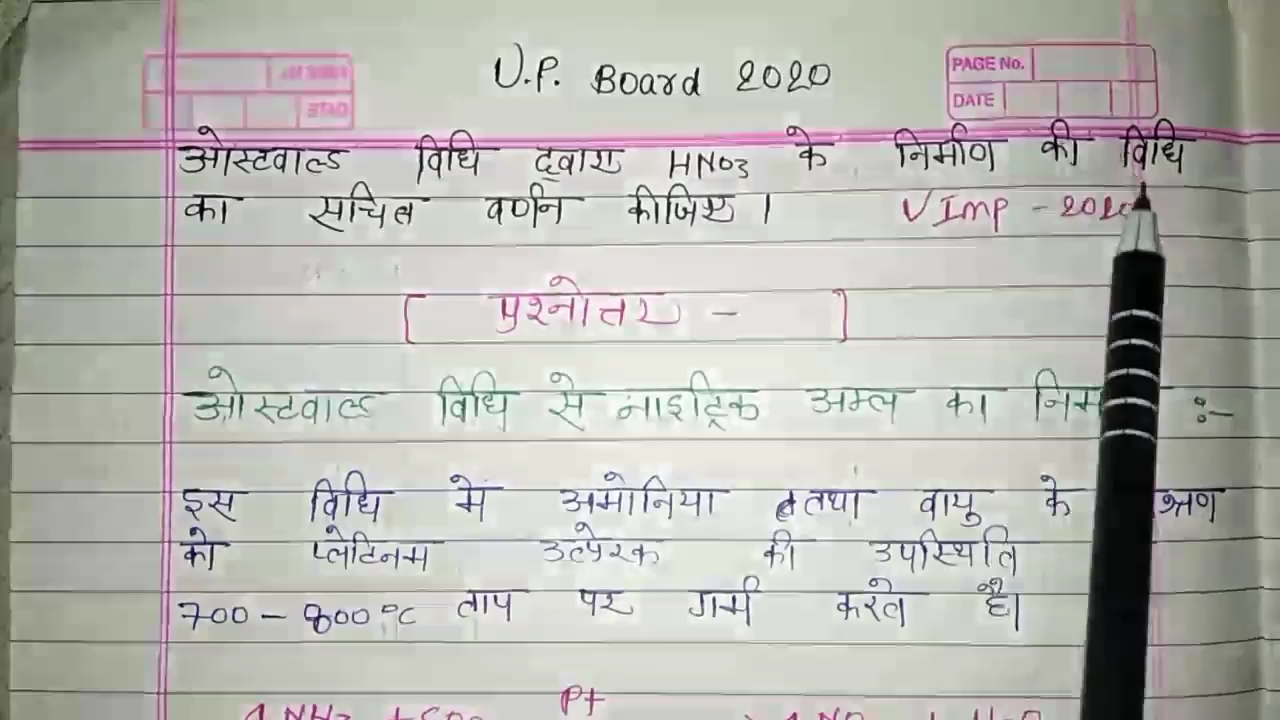 U.P. Board 2020
PAGE No.
DATE
ओस्टवाल्ड विधि द्वारा HNO3 के निर्माण की विधि
का सचित्र वर्णन कीजिए । V Imp - 2020
[ प्रश्नोत्तर - ]
ओस्टवाल्ड विधि से नाइट्रिक अम्ल का :-
इस विधि में अमोनिया तथा वायु के
को प्लेटिनम उत्प्रेरक की उपस्थिति
700 - 800°C ताप पर गर्म करते है।
Pt